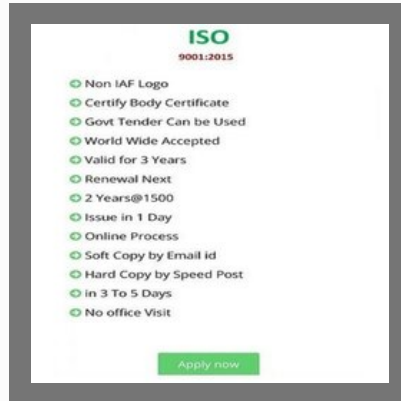 ISO
9001:2015
Non IAF Logo
Certify Body Certificate
Govt Tender Can be Used
World Wide Accepted
Valid for 3 Years
Renewal Next
2 Years@1500
Issue in 1 Day
Online Process
Soft Copy by Email id
Hard Copy by Speed Post
in 3 To 5 Days
No office Visit
Apply now